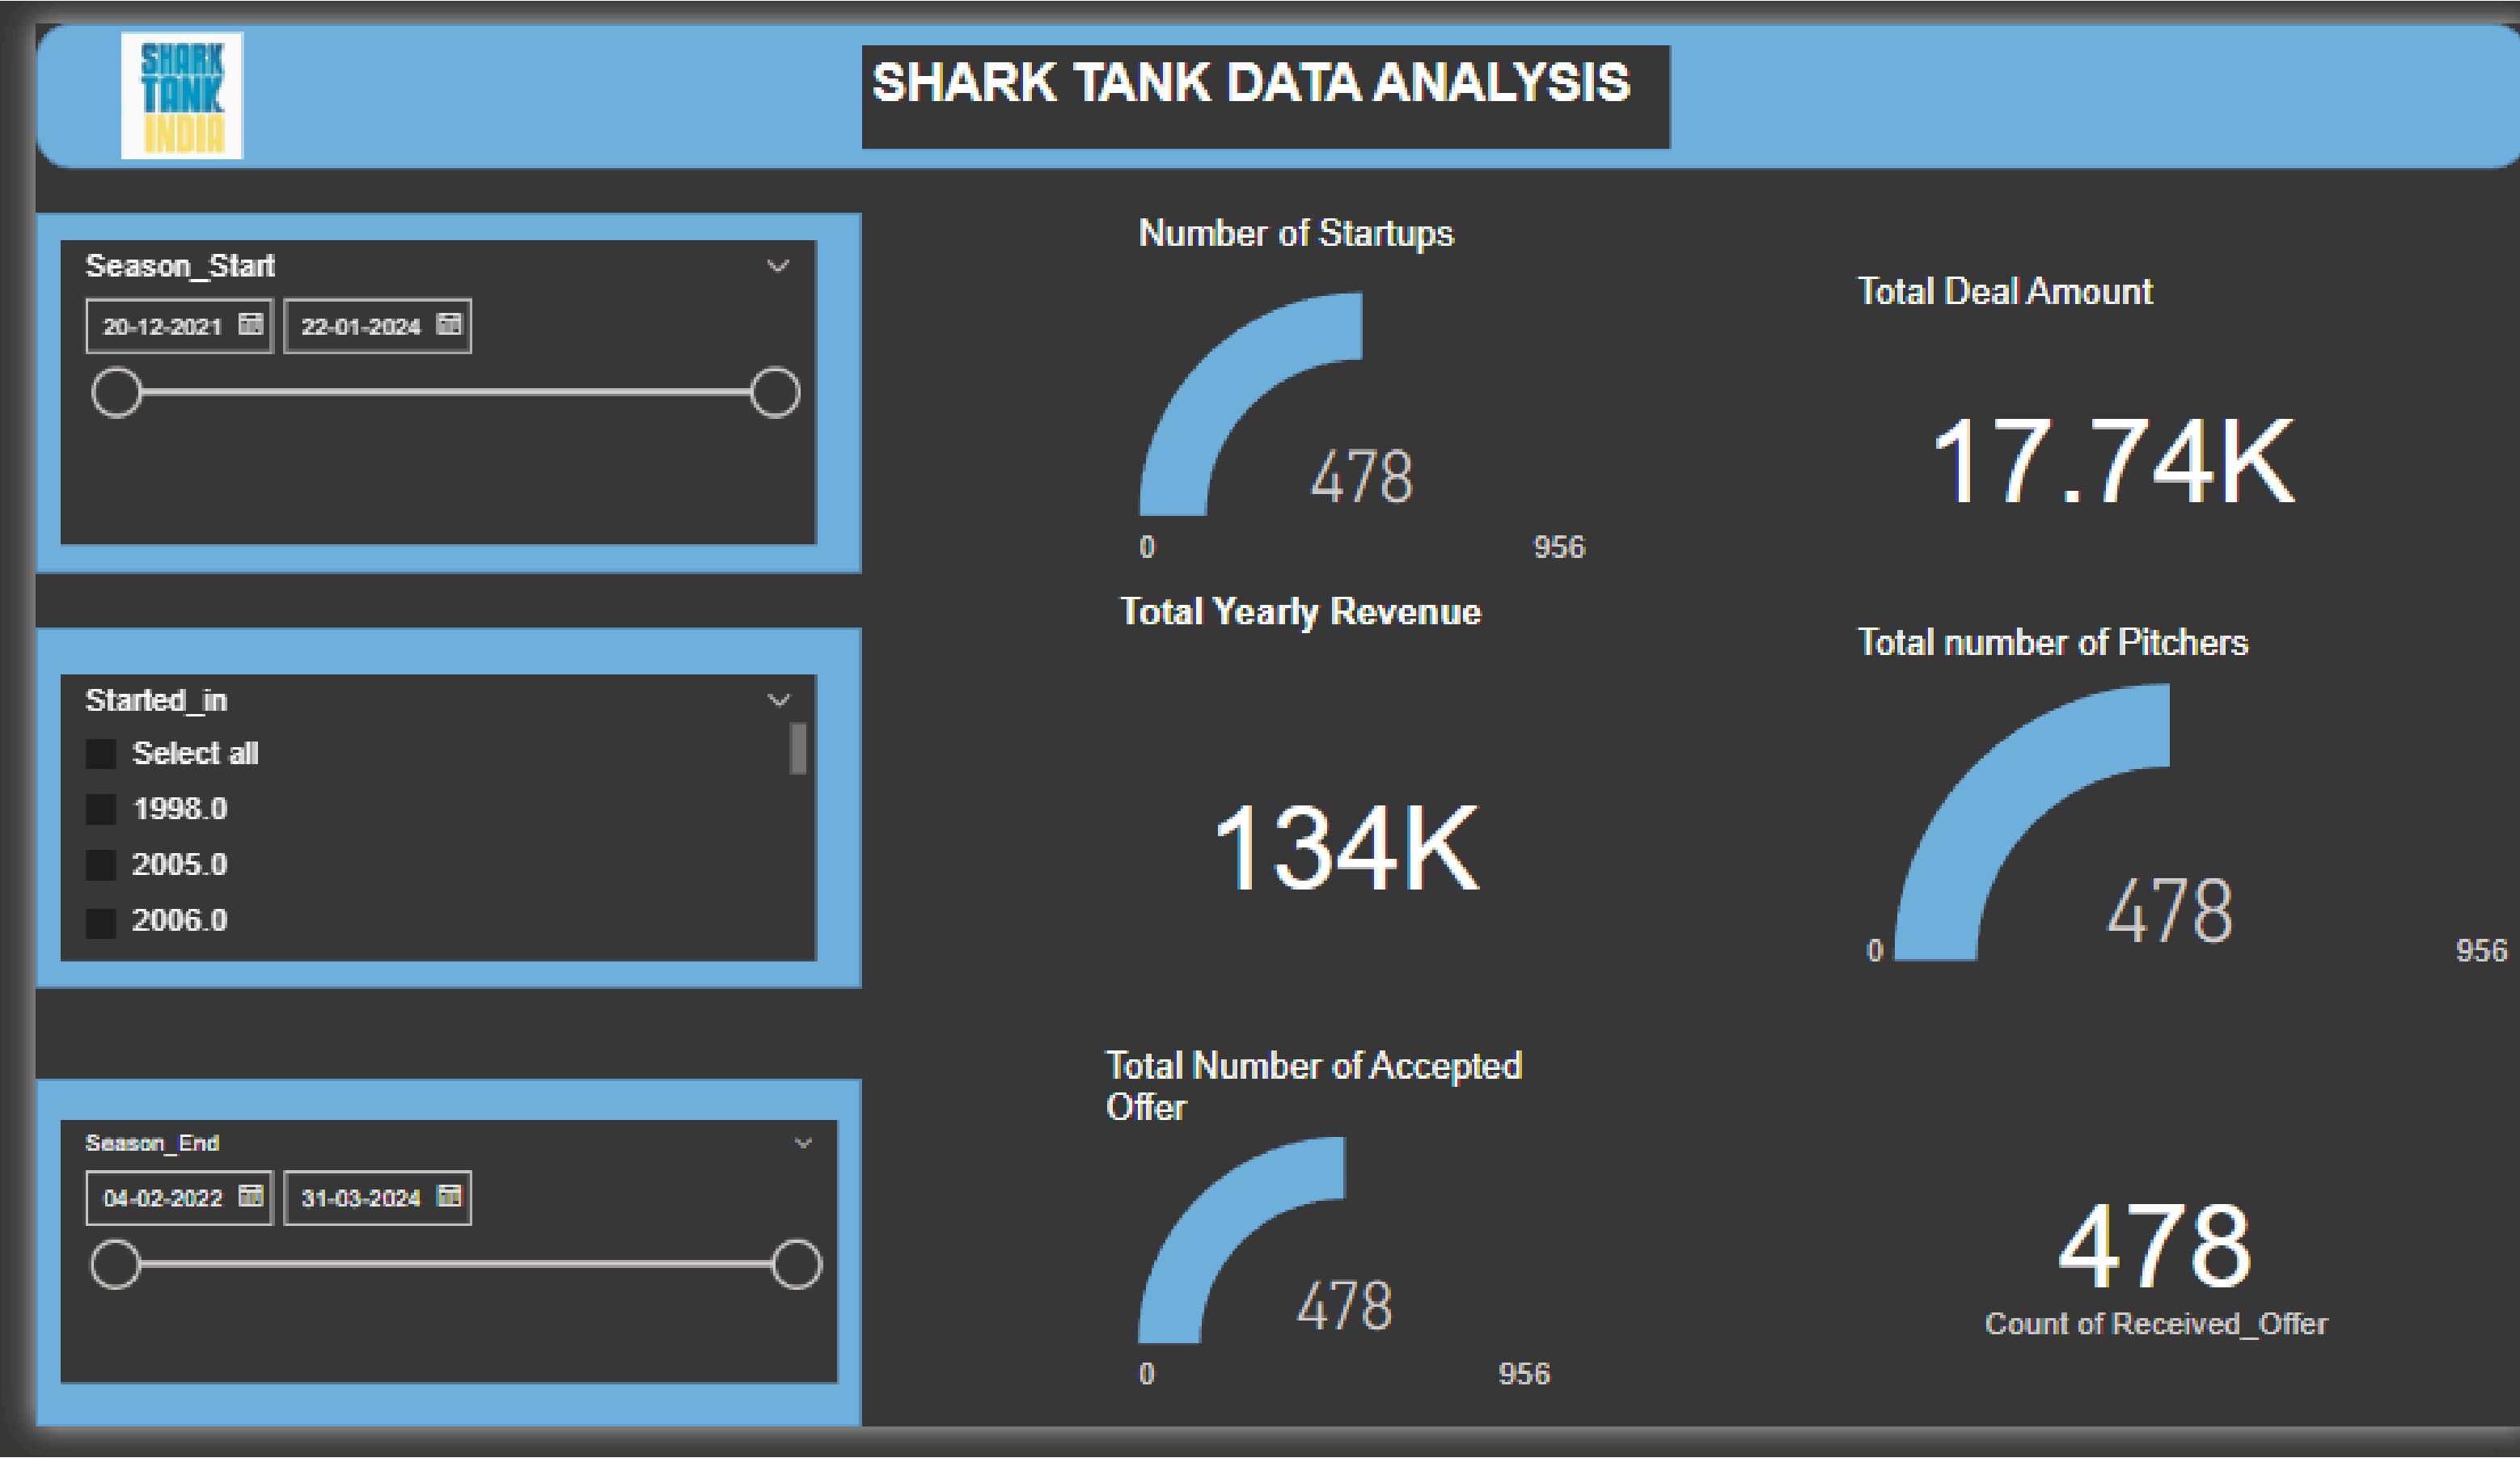 SHARK
TANK
INDIA
SHARK TANK DATA ANALYSIS
Season_Start
20-12-2021 22-01-2024
Started_in
Select all
1998.0
2005.0
2006.0
Season_End
04-02-2022 31-03-2024
Number of Startups
478
0 956
Total Yearly Revenue
134K
Total Number of Accepted
Offer
478
0 956
Total Deal Amount
17.74K
Total number of Pitchers
478
0 956
478
Count of Received_Offer